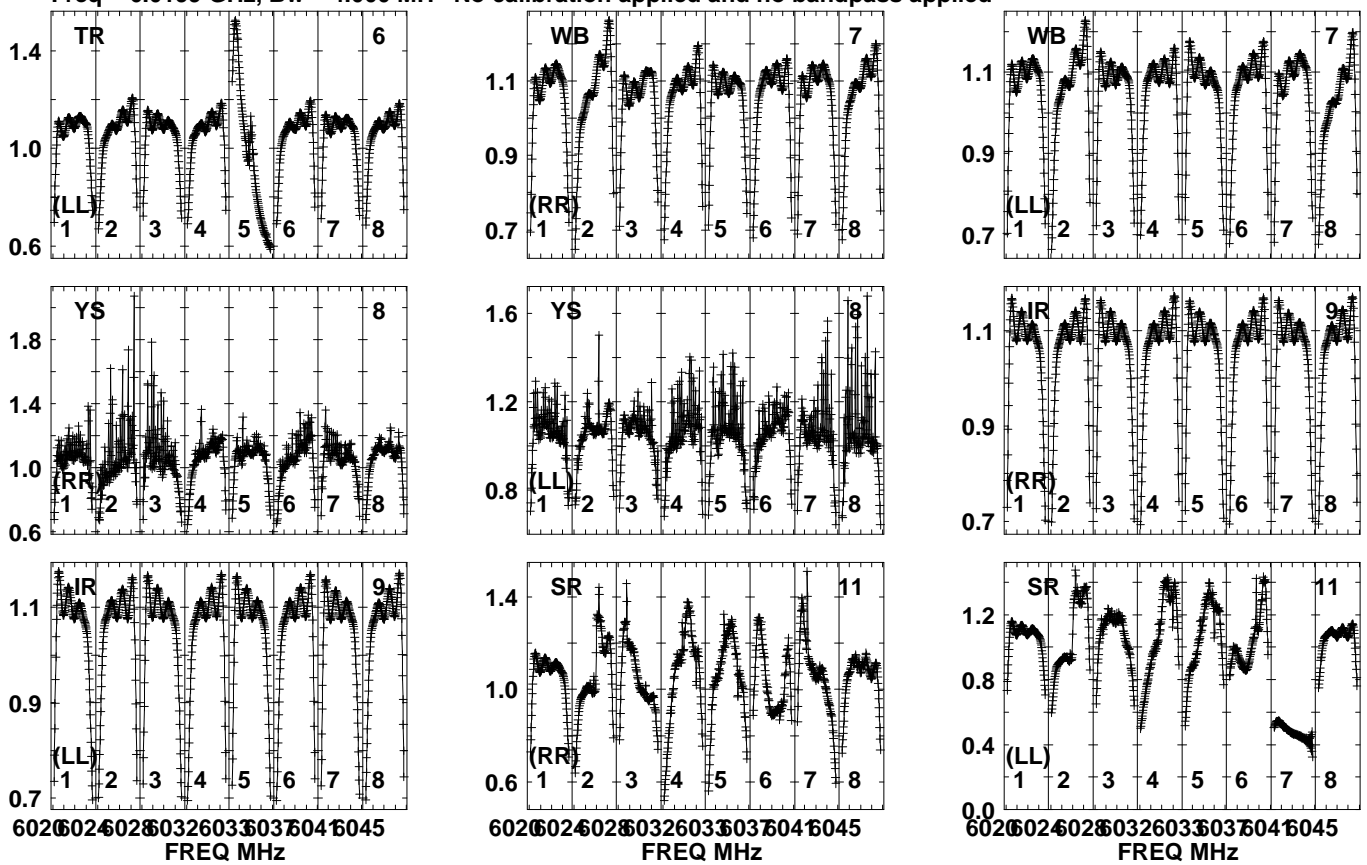 TR 6
1.4
1.0
0.6
(LL)
1 2 3 4 5 6 7 8
WB 7
1.1
0.9
0.7
(RR)
1 2 3 4 5 6 7 8
WB 7
1.1
0.9
0.7
(LL)
1 2 3 4 5 6 7 8
YS 8
1.8
1.4
1.0
0.6
(RR)
1 2 3 4 5 6 7 8
YS 8
1.6
1.2
0.8
(LL)
1 2 3 4 5 6 7 8
IR 9
1.1
0.9
0.7
(RR)
1 2 3 4 5 6 7 8
IR 9
1.1
0.9
0.7
(LL)
1 2 3 4 5 6 7 8
6020 6024 6028 6032 6033 6037 6041 6045
FREQ MHz
SR 11
1.4
1.0
0.6
(RR)
1 2 3 4 5 6 7 8
6020 6024 6028 6032 6033 6037 6041 6045
FREQ MHz
SR 11
1.2
0.8
0.4
0.0
(LL)
1 2 3 4 5 6 7 8
6020 6024 6028 6032 6033 6037 6041 6045
FREQ MHz